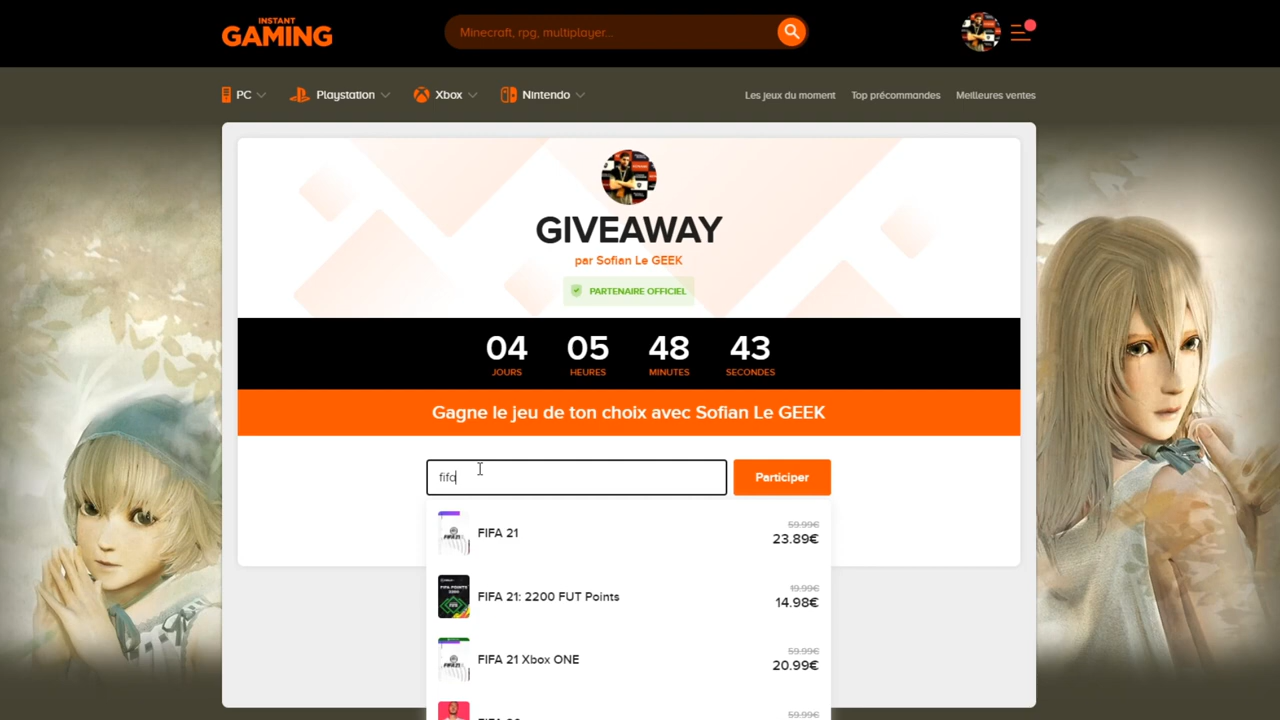 INSTANT
GAMING
Minecraft, rpg, multiplayer...
PC
Playstation
Xbox
Nintendo
Les jeux du moment
Top précommandes
Meilleures ventes
GIVEAWAY
par Sofian Le GEEK
PARTENAIRE OFFICIEL
04 05 48 43
JOURS HEURES MINUTES SECONDES
Gagne le jeu de ton choix avec Sofian Le GEEK
fifa
Participer
FIFA 21
59.99€
23.89€
FIFA 21: 2200 FUT Points
19.99€
14.98€
FIFA 21 Xbox ONE
59.99€
20.99€
59.99€